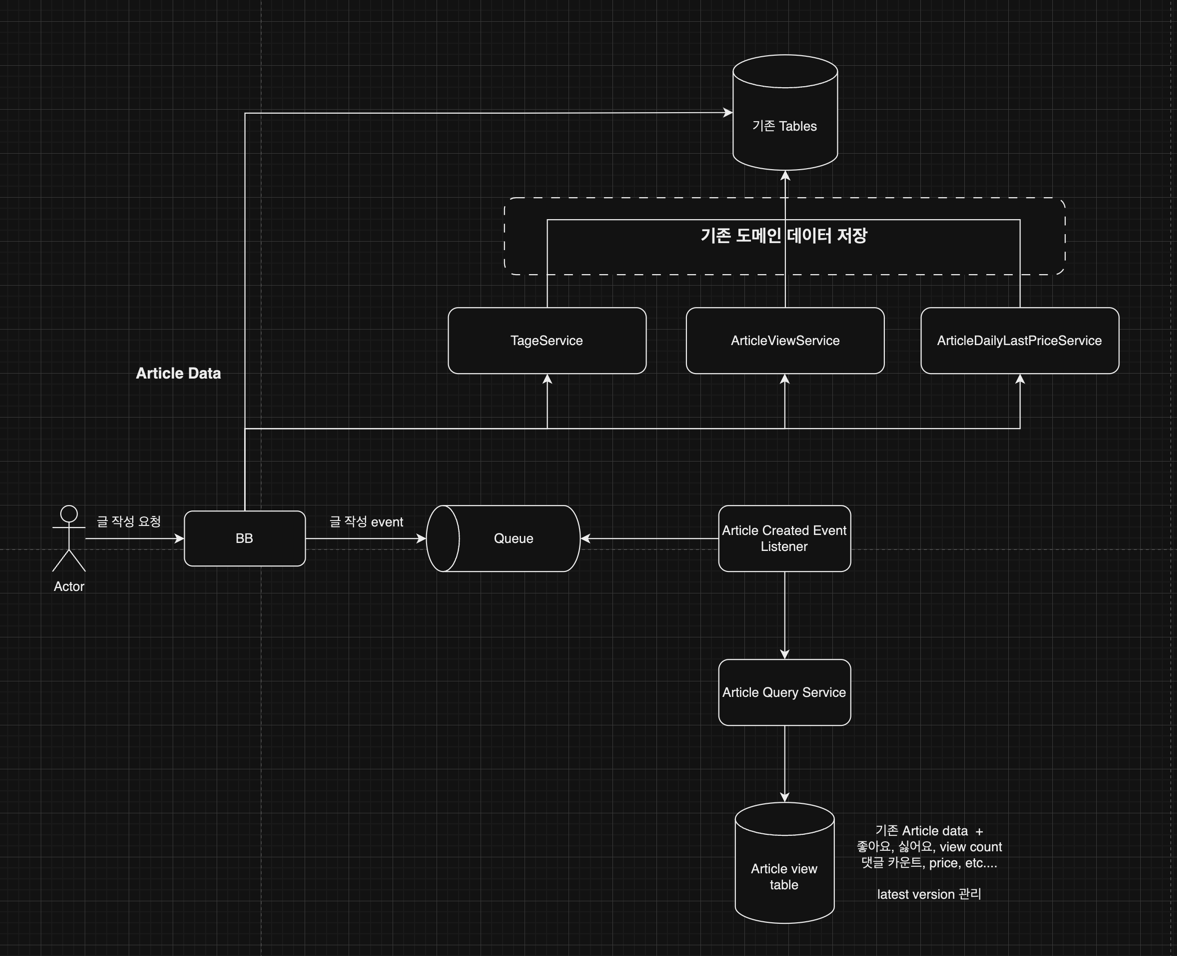 기존 Tables
기존 도메인 데이터 저장
TageService
ArticleViewService
ArticleDailyLastPriceService
Article Data
글 작성 요청
BB
글 작성 event
Queue
Article Created Event
Listener
Actor
Article Query Service
Article view
table
기존 Article data +
좋아요, 싫어요, view count
댓글 카운트, price, etc....
latest version 관리